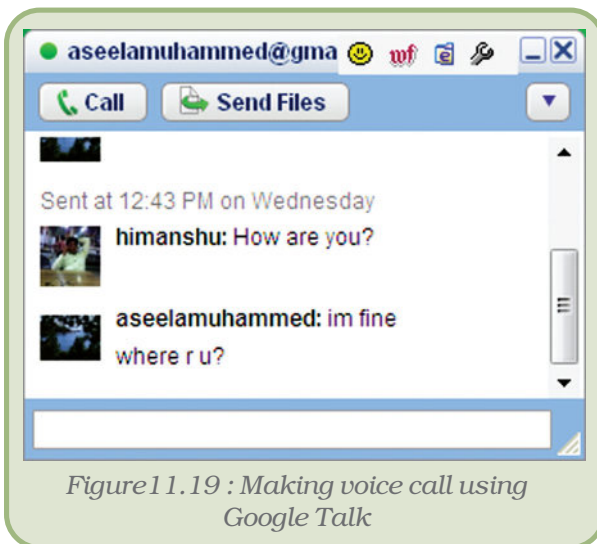 aseelamuhammed@gma
Call Send Files
Sent at 12:43 PM on Wednesday
himanshu: How are you?
aseelamuhammed: im fine
where r u?
Figure11.19 : Making voice call using
Google Talk